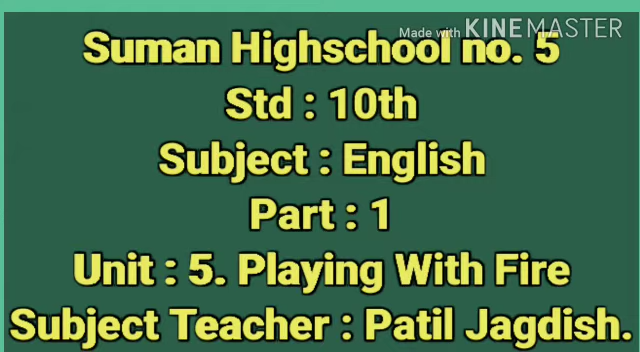 Made with KINEMASTER
Suman Highschool no. 5
Std : 10th
Subject : English
Part : 1
Unit : 5. Playing With Fire
Subject Teacher : Patil Jagdish.